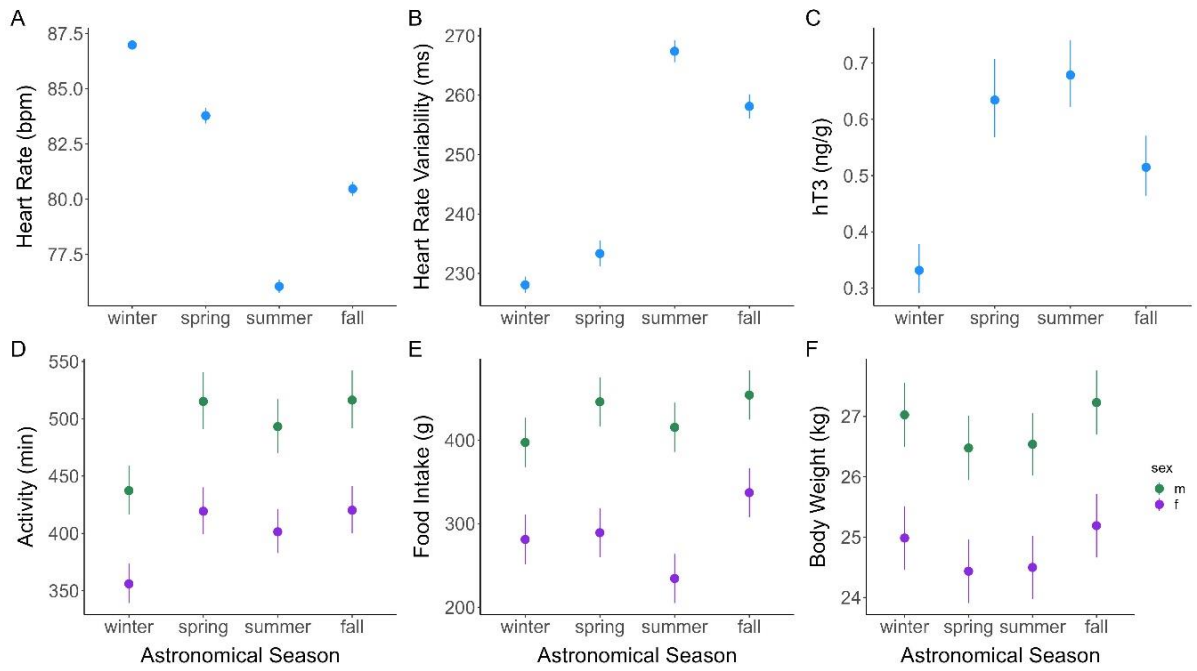 A
Heart Rate (bpm)
87.5
85.0
82.5
80.0
77.5
winter spring summer fall
B
Heart Rate Variability (ms)
270
260
250
240
230
winter spring summer fall
C
hT3 (ng/g)
0.7
0.6
0.5
0.4
0.3
winter spring summer fall
D
Activity (min)
550
500
450
400
350
winter spring summer fall
Astronomical Season
E
Food Intake (g)
400
300
200
winter spring summer fall
Astronomical Season
F
Body Weight (kg)
27
26
25
24
winter spring summer fall
Astronomical Season
sex
m
f